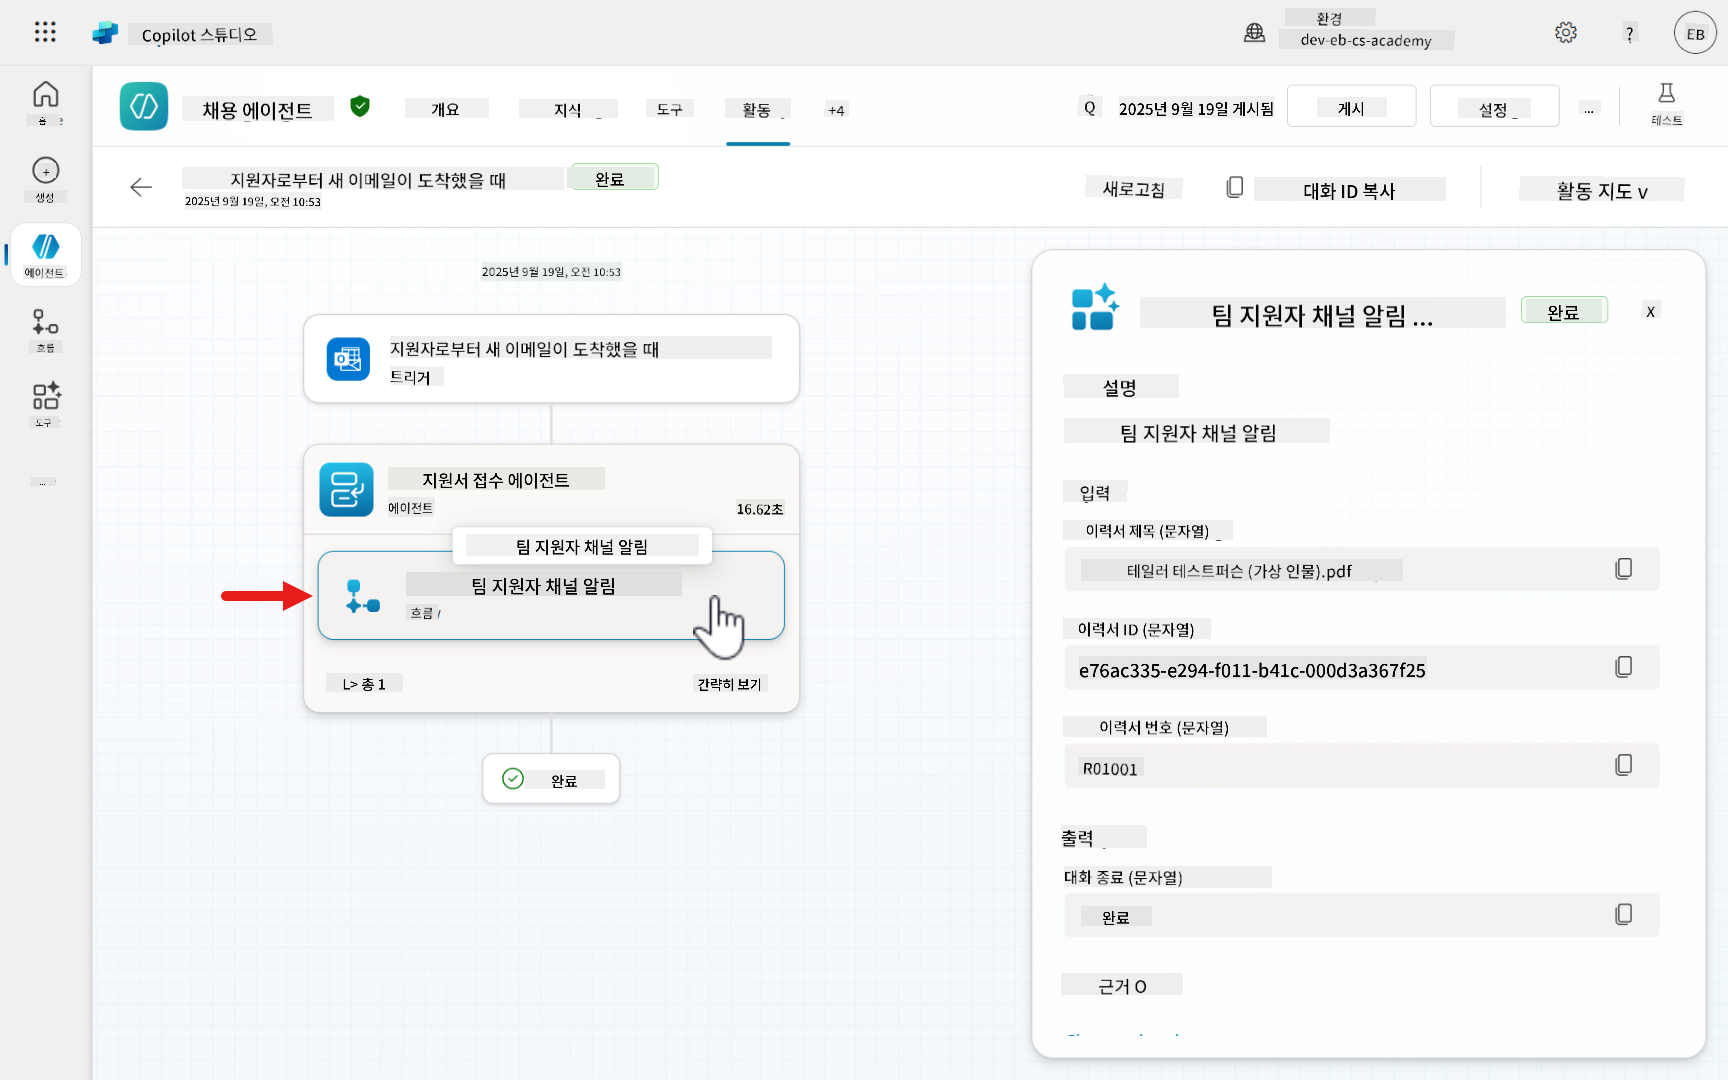 Copilot 스튜디오
환경
dev-eb-cs-academy
?
EB
홈
생성
에이전트
흐름
도구
...
채용 에이전트
개요
지식
도구
활동
+4
Q
2025년 9월 19일 게시됨
게시
설정
...
테스트
지원자로부터 새 이메일이 도착했을 때
완료
2025년 9월 19일, 오전 10:53
새로고침
대화 ID 복사
활동 지도 v
2025년 9월 19일, 오전 10:53
지원자로부터 새 이메일이 도착했을 때
트리거
지원서 접수 에이전트
에이전트
16.62초
팀 지원자 채널 알림
팀 지원자 채널 알림
흐름
L> 총 1
간략히 보기
완료
팀 지원자 채널 알림 ...
완료
X
설명
팀 지원자 채널 알림
입력
이력서 제목 (문자열)
테일러 테스트퍼슨 (가상 인물).pdf
이력서 ID (문자열)
e76ac335-e294-f011-b41c-000d3a367f25
이력서 번호 (문자열)
R01001
출력
대화 종료 (문자열)
완료
근거 O